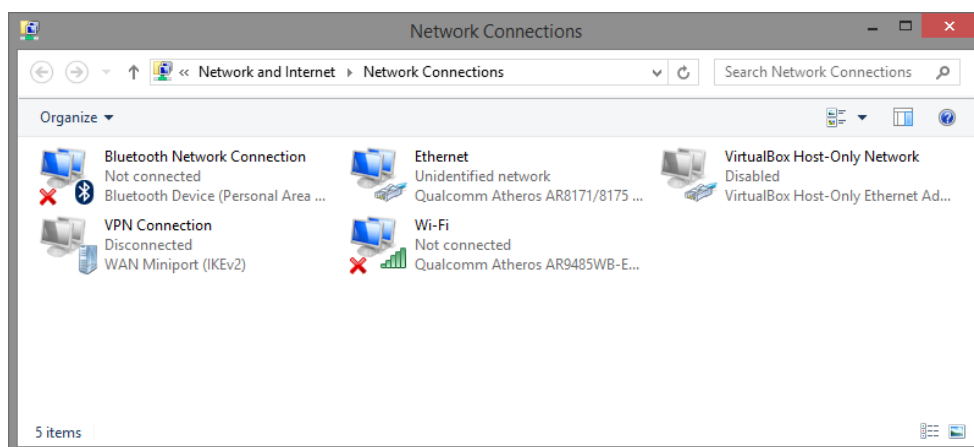 Network Connections
« Network and Internet Network Connections
Search Network Connections
Organize
Bluetooth Network Connection
Not connected
Bluetooth Device (Personal Area ...
Ethernet
Unidentified network
Qualcomm Atheros AR8171/8175 ...
VirtualBox Host-Only Network
Disabled
VirtualBox Host-Only Ethernet Ad...
VPN Connection
Disconnected
WAN Miniport (IKEv2)
Wi-Fi
Not connected
Qualcomm Atheros AR9485WB-E...
5 items